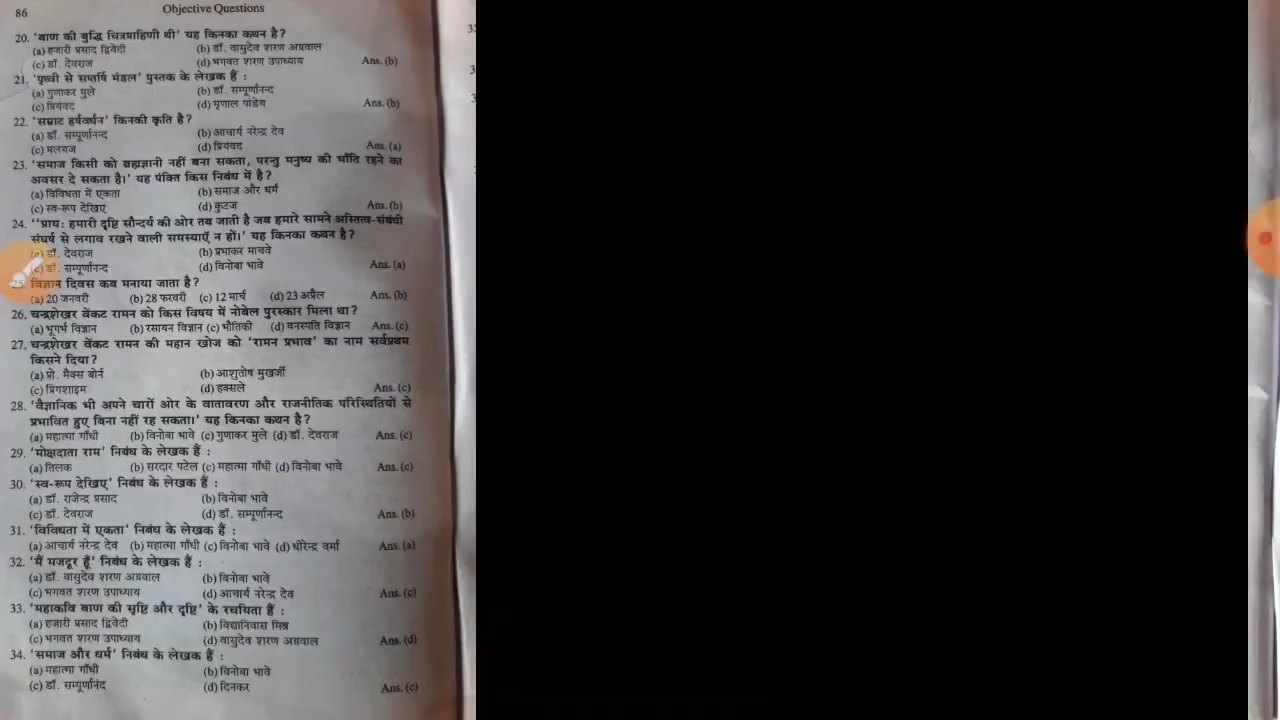 86 Objective Questions
20. 'बाण की बुद्धि चित्रग्राहिणी थी' यह किनका कथन है?
(a) हजारी प्रसाद द्विवेदी (b) डॉ. वासुदेव शरण अग्रवाल
(c) डॉ. देवराज (d) भगवत शरण उपाध्याय Ans. (b)
21. 'पृथ्वी से सप्तर्षि मंडल' पुस्तक के लेखक हैं :
(a) गुणाकर मुले (b) डॉ. सम्पूर्णानन्द
(c) प्रियंवद (d) मृणाल पांडेय Ans. (b)
22. 'सम्राट हर्षवर्धन' किनकी कृति है?
(a) डॉ. सम्पूर्णानन्द (b) आचार्य नरेन्द्र देव
(c) मलयज (d) प्रियंवद Ans. (a)
23. 'समाज किसी को ब्रह्मज्ञानी नहीं बना सकता, परन्तु मनुष्य की भाँति रहने का
अवसर दे सकता है।' यह पंक्ति किस निबंध में है?
(a) विविधता में एकता (b) समाज और धर्म
(c) स्व-रूप देखिए (d) कुटज Ans. (b)
24. ''प्रायः हमारी दृष्टि सौन्दर्य की ओर तब जाती है जब हमारे सामने अस्तित्व-संबंधी
संघर्ष से लगाव रखने वाली समस्याएँ न हों।' यह किनका कथन है?
(a) डॉ. देवराज (b) प्रभाकर माचवे
(c) डॉ. सम्पूर्णानन्द (d) विनोबा भावे Ans. (a)
25. विज्ञान दिवस कब मनाया जाता है?
(a) 20 जनवरी (b) 28 फरवरी (c) 12 मार्च (d) 23 अप्रैल Ans. (b)
26. चन्द्रशेखर वेंकट रामन को किस विषय में नोबेल पुरस्कार मिला था?
(a) भूगर्भ विज्ञान (b) रसायन विज्ञान (c) भौतिकी (d) वनस्पति विज्ञान Ans. (c)
27. चन्द्रशेखर वेंकट रामन की महान खोज को 'रामन प्रभाव' का नाम सर्वप्रथम
किसने दिया?
(a) प्रो. मैक्स बोर्न (b) आशुतोष मुखर्जी
(c) प्रिंगशाइम (d) हक्सले Ans. (c)
28. 'वैज्ञानिक भी अपने चारों ओर के वातावरण और राजनीतिक परिस्थितियों से
प्रभावित हुए बिना नहीं रह सकता।' यह किनका कथन है?
(a) महात्मा गाँधी (b) विनोबा भावे (c) गुणाकर मुले (d) डॉ. देवराज Ans. (c)
29. 'मोक्षदाता राम' निबंध के लेखक हैं :
(a) तिलक (b) सरदार पटेल (c) महात्मा गाँधी (d) विनोबा भावे Ans. (c)
30. 'स्व-रूप देखिए' निबंध के लेखक हैं :
(a) डॉ. राजेन्द्र प्रसाद (b) विनोबा भावे
(c) डॉ. देवराज (d) डॉ. सम्पूर्णानन्द Ans. (b)
31. 'विविधता में एकता' निबंध के लेखक हैं :
(a) आचार्य नरेन्द्र देव (b) महात्मा गाँधी (c) विनोबा भावे (d) धीरेन्द्र वर्मा Ans. (a)
32. 'मैं मजदूर हूँ' निबंध के लेखक हैं :
(a) डॉ. वासुदेव शरण अग्रवाल (b) विनोबा भावे
(c) भगवत शरण उपाध्याय (d) आचार्य नरेन्द्र देव Ans. (c)
33. 'महाकवि बाण की सृष्टि और दृष्टि' के रचयिता हैं :
(a) हजारी प्रसाद द्विवेदी (b) विद्यानिवास मिश्र
(c) भगवत शरण उपाध्याय (d) वासुदेव शरण अग्रवाल Ans. (d)
34. 'समाज और धर्म' निबंध के लेखक हैं :
(a) महात्मा गाँधी (b) विनोबा भावे
(c) डॉ. सम्पूर्णानंद (d) दिनकर Ans. (c)